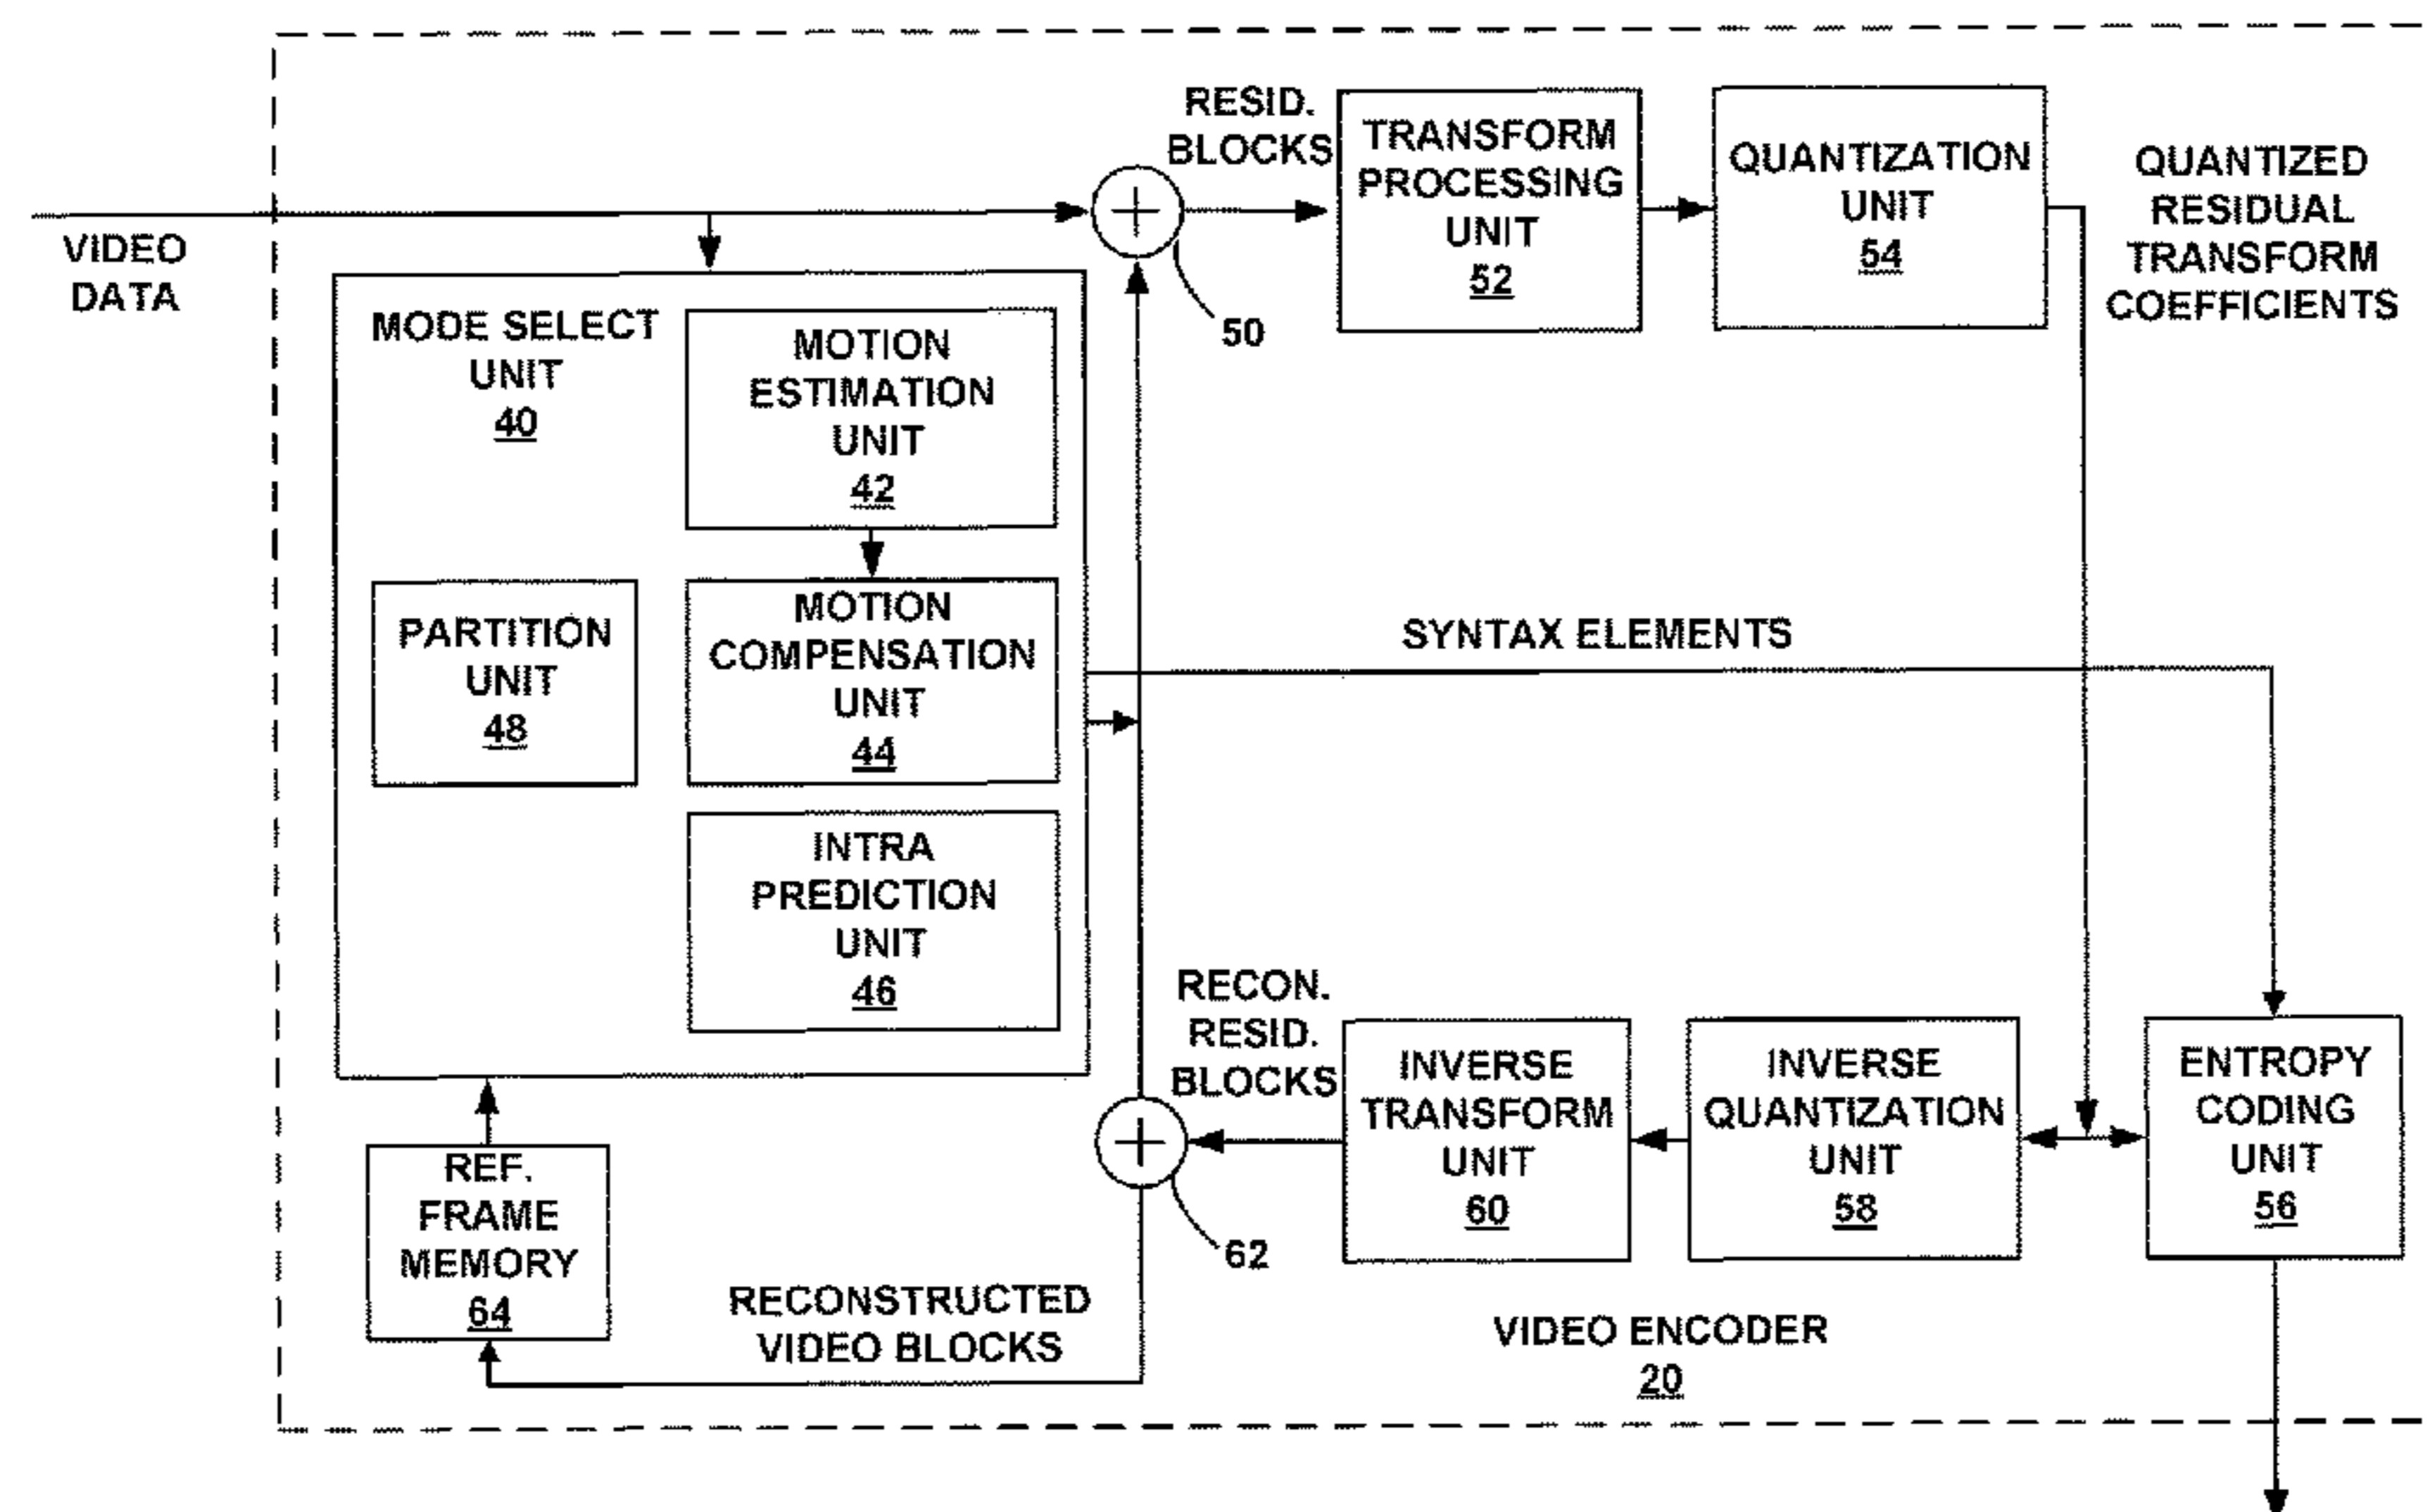 VIDEO
DATA
MODE SELECT
UNIT
40
MOTION
ESTIMATION
UNIT
42
PARTITION
UNIT
48
MOTION
COMPENSATION
UNIT
44
INTRA
PREDICTION
UNIT
46
REF.
FRAME
MEMORY
64
RESID.
BLOCKS
50
TRANSFORM
PROCESSING
UNIT
52
QUANTIZATION
UNIT
54
QUANTIZED
RESIDUAL
TRANSFORM
COEFFICIENTS
SYNTAX ELEMENTS
RECON.
RESID.
BLOCKS
62
INVERSE
TRANSFORM
UNIT
60
INVERSE
QUANTIZATION
UNIT
58
ENTROPY
CODING
UNIT
56
RECONSTRUCTED
VIDEO BLOCKS
VIDEO ENCODER
20